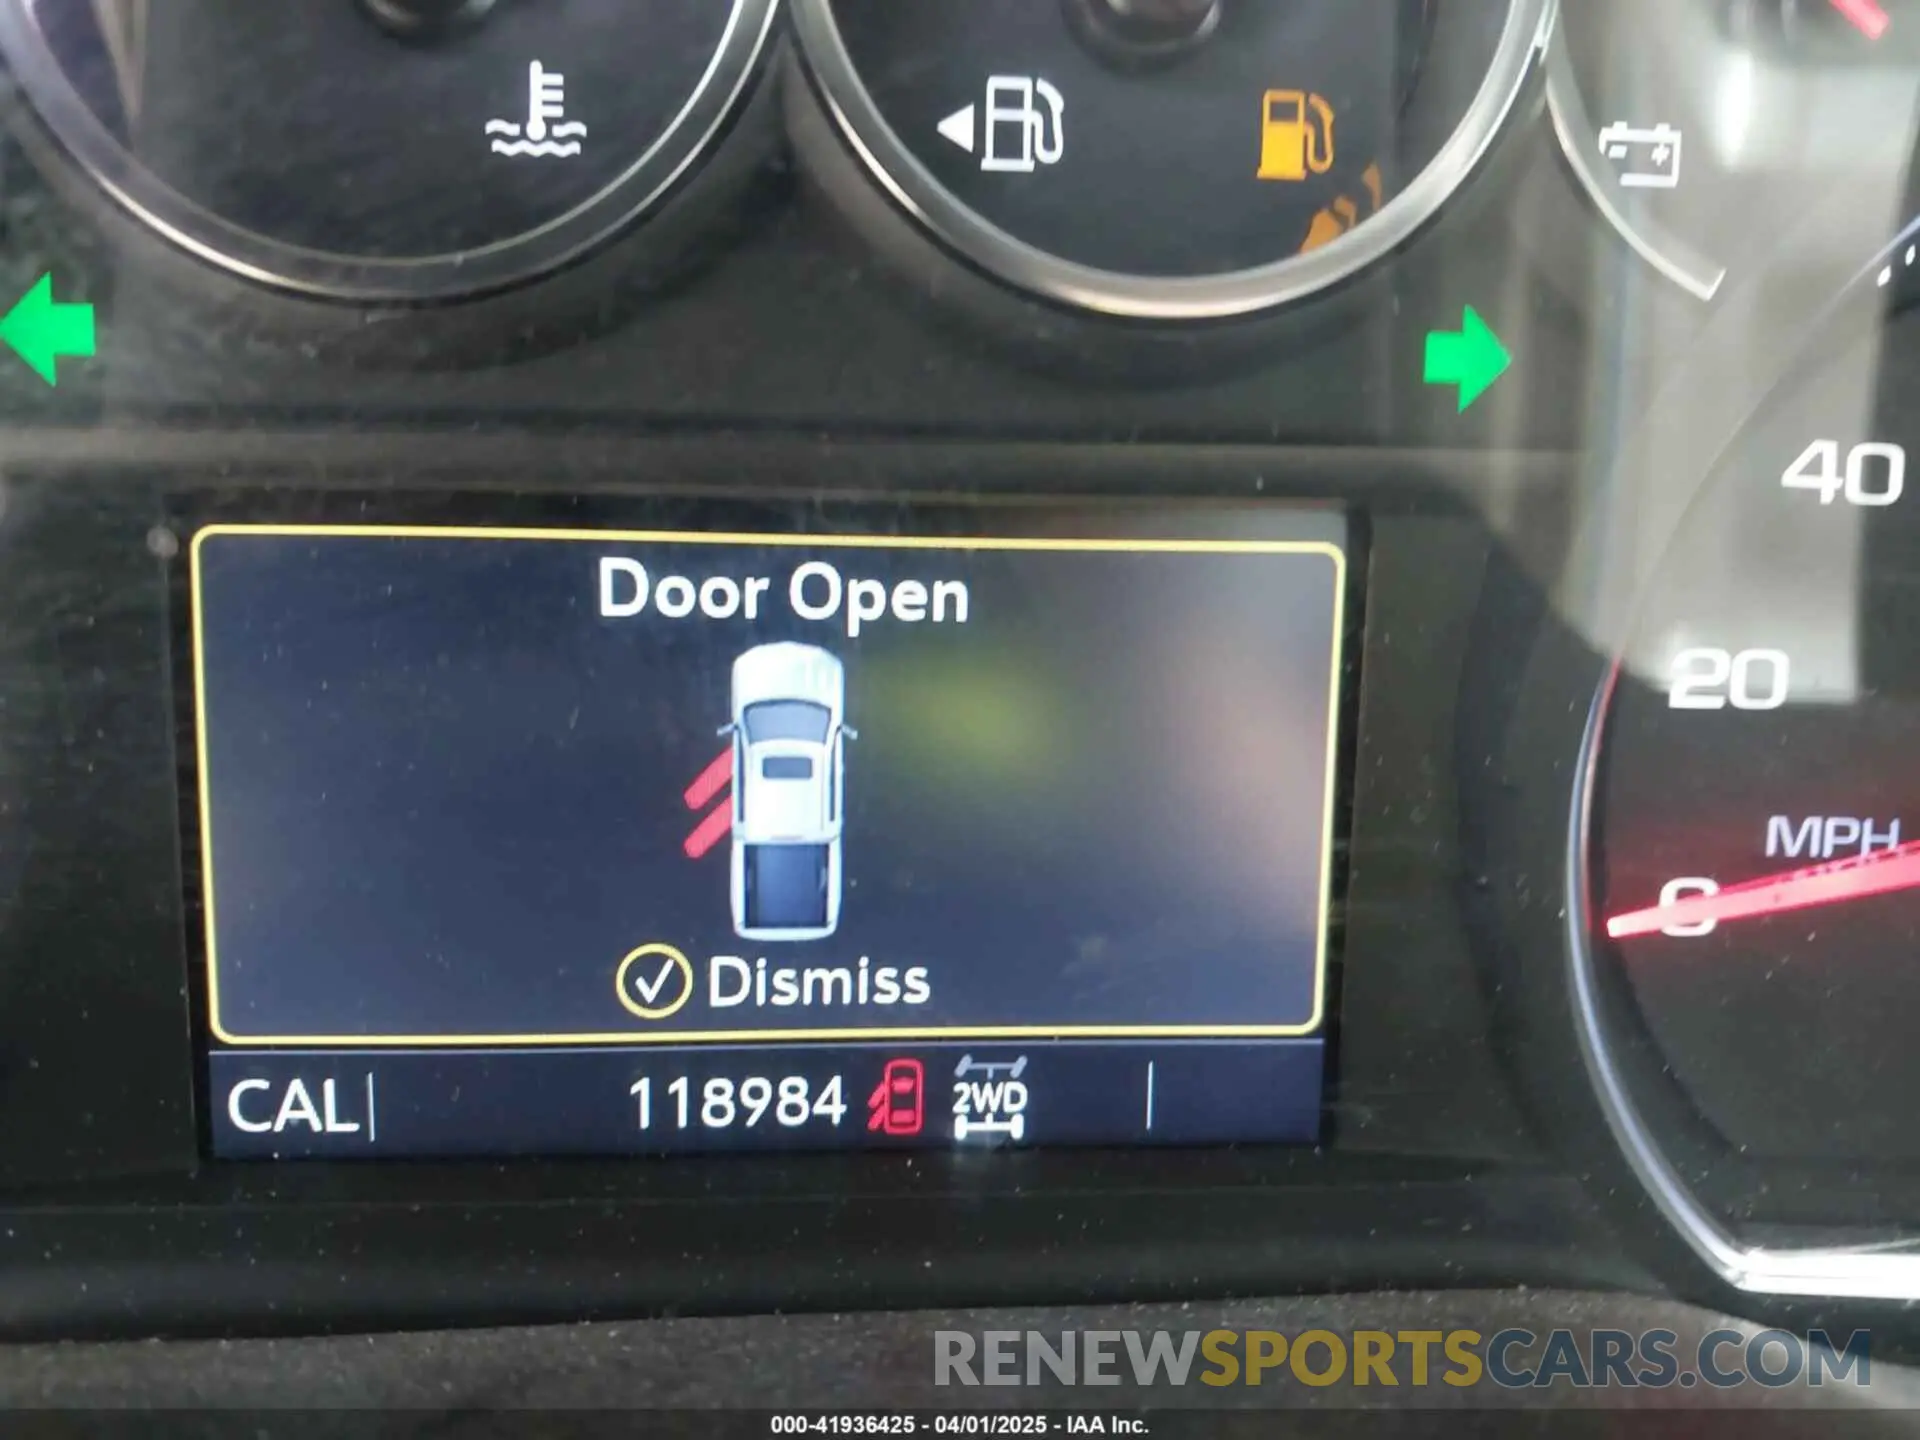 40
20
MPH
0
Door Open
Dismiss
CAL
118984
2WD
RENEWSPORTSCARS.COM
000-41936425 - 04/01/2025 - IAA Inc.